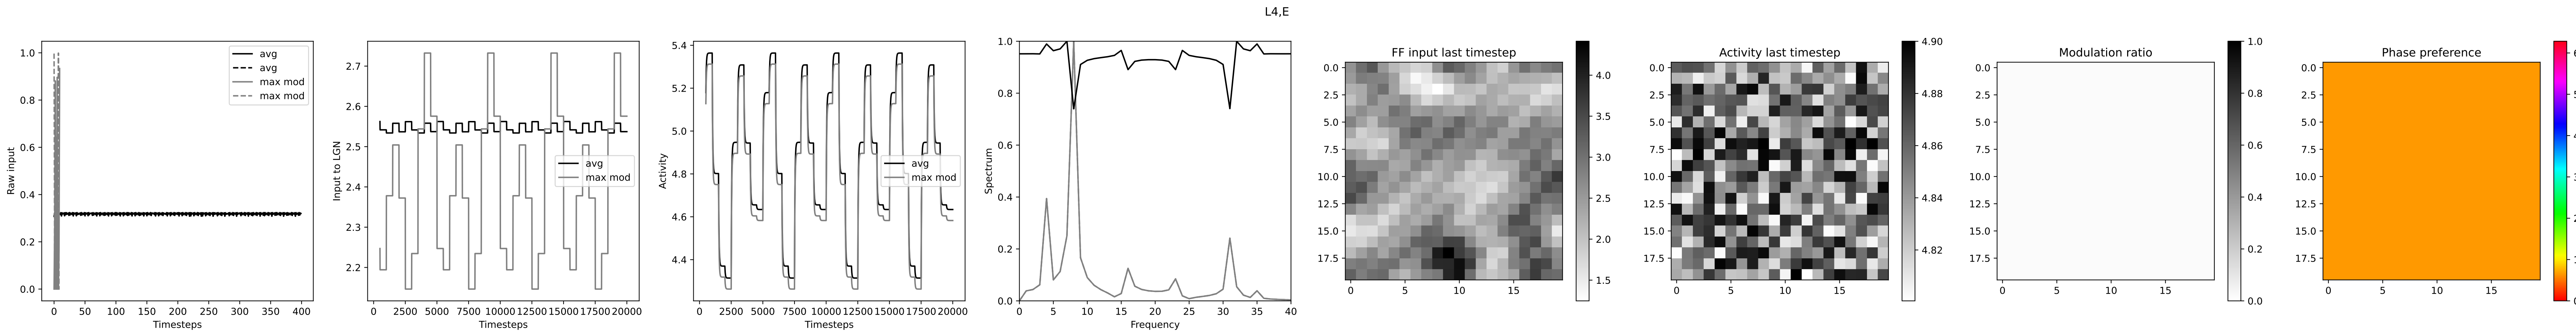 L4,E
Raw input
1.0
0.8
0.6
0.4
0.2
0.0
avg
avg
max mod
max mod
0 50 100 150 200 250 300 350 400
Timesteps
Input to LGN
2.7
2.6
2.5
2.4
2.3
2.2
avg
max mod
0 2500 5000 7500 10000 12500 15000 17500 20000
Timesteps
Activity
5.4
5.2
5.0
4.8
4.6
4.4
avg
max mod
0 2500 5000 7500 10000 12500 15000 17500 20000
Timesteps
Spectrum
1.0
0.8
0.6
0.4
0.2
0.0
0 5 10 15 20 25 30 35 40
Frequency
FF input last timestep
0.0
2.5
5.0
7.5
10.0
12.5
15.0
17.5
0 5 10 15
4.0
3.5
3.0
2.5
2.0
1.5
Activity last timestep
0.0
2.5
5.0
7.5
10.0
12.5
15.0
17.5
0 5 10 15
4.90
4.88
4.86
4.84
4.82
Modulation ratio
0.0
2.5
5.0
7.5
10.0
12.5
15.0
17.5
0 5 10 15
1.0
0.8
0.6
0.4
0.2
0.0
Phase preference
0.0
2.5
5.0
7.5
10.0
12.5
15.0
17.5
0 5 10 15